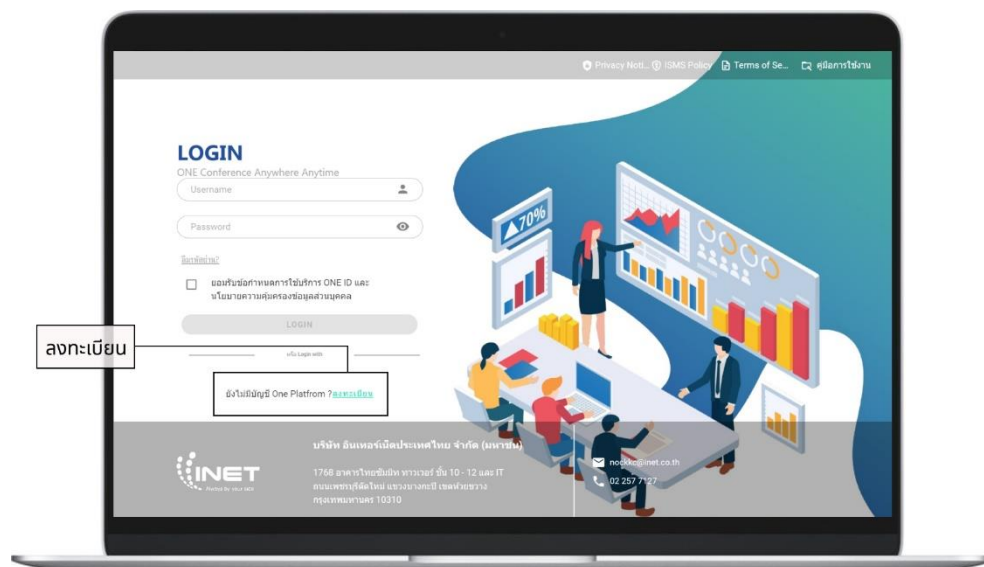 Privacy Noti...
ISMS Policy
Terms of Se...
คู่มือการใช้งาน
LOGIN
ONE Conference Anywhere Anytime
Username
Password
ลืมรหัสผ่าน?
ยอมรับข้อกำหนดการใช้บริการ ONE ID และ
นโยบายความคุ้มครองข้อมูลส่วนบุคคล
LOGIN
หรือ Login with
ลงทะเบียน
ยังไม่มีบัญชี One Platfrom ?ลงทะเบียน
70%
บริษัท อินเทอร์เน็ตประเทศไทย จำกัด (มหาชน)
INET
1768 อาคารไทยซัมมิท ทาวเวอร์ ชั้น 10 - 12 และ IT
ถนนเพชรบุรีตัดใหม่ แขวงบางกะปิ เขตห้วยขวาง
กรุงเทพมหานคร 10310
nockkc@inet.co.th
02 257 7127